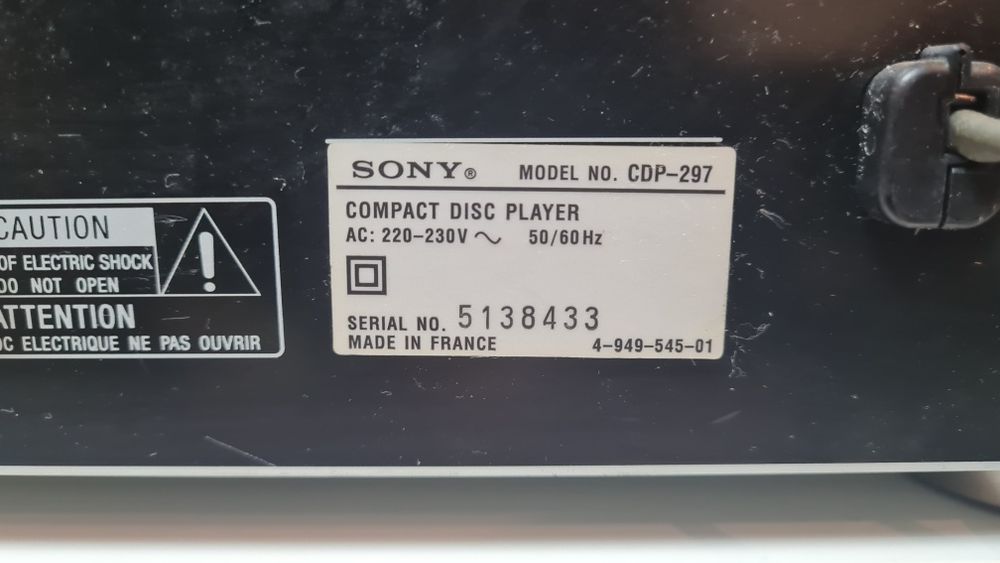 CAUTION
OF ELECTRIC SHOCK
DO NOT OPEN
ATTENTION
ELECTRIQUE NE PAS OUVRIR
SONY® MODEL NO. CDP-297
COMPACT DISC PLAYER
AC: 220-230V ~ 50/60Hz
SERIAL NO. 5138433
MADE IN FRANCE 4-949-545-01